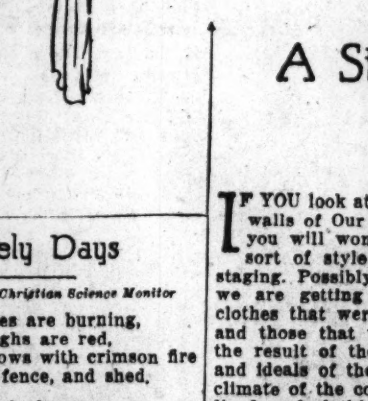 ely Days
Christian Science Monitor
es are burning,
ghs are red,
ows with crimson fire
fence, and shed.
A S
IF YOU look at
walls of Our
you will won
sort of style
staging. Possibly
we are getting
clothes that wer
and those that
the result of the
and ideals of the
climate of the co